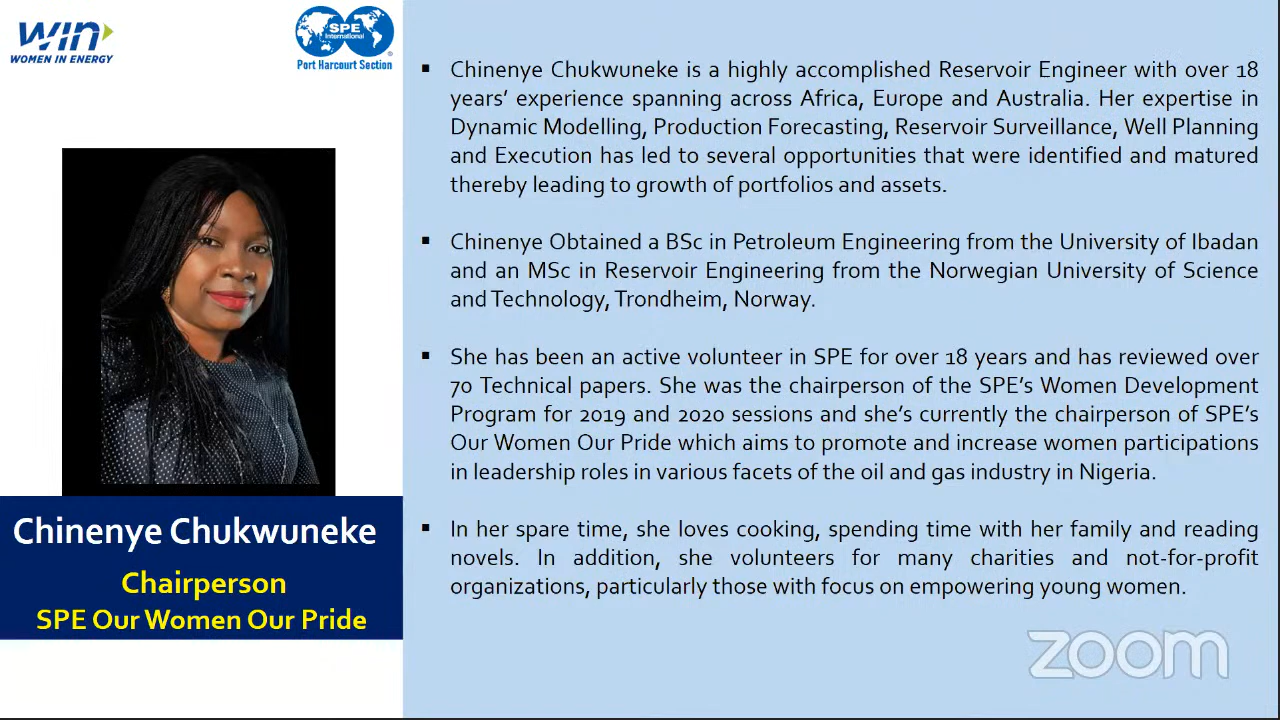 win
WOMEN IN ENERGY
SPE
International
Port Harcourt Section
Chinenye Chukwuneke
Chairperson
SPE Our Women Our Pride
▪ Chinenye Chukwuneke is a highly accomplished Reservoir Engineer with over 18
years' experience spanning across Africa, Europe and Australia. Her expertise in
Dynamic Modelling, Production Forecasting, Reservoir Surveillance, Well Planning
and Execution has led to several opportunities that were identified and matured
thereby leading to growth of portfolios and assets.
▪ Chinenye Obtained a BSc in Petroleum Engineering from the University of Ibadan
and an MSc in Reservoir Engineering from the Norwegian University of Science
and Technology, Trondheim, Norway.
▪ She has been an active volunteer in SPE for over 18 years and has reviewed over
70 Technical papers. She was the chairperson of the SPE's Women Development
Program for 2019 and 2020 sessions and she's currently the chairperson of SPE's
Our Women Our Pride which aims to promote and increase women participations
in leadership roles in various facets of the oil and gas industry in Nigeria.
▪ In her spare time, she loves cooking, spending time with her family and reading
novels. In addition, she volunteers for many charities and not-for-profit
organizations, particularly those with focus on empowering young women.
zoom